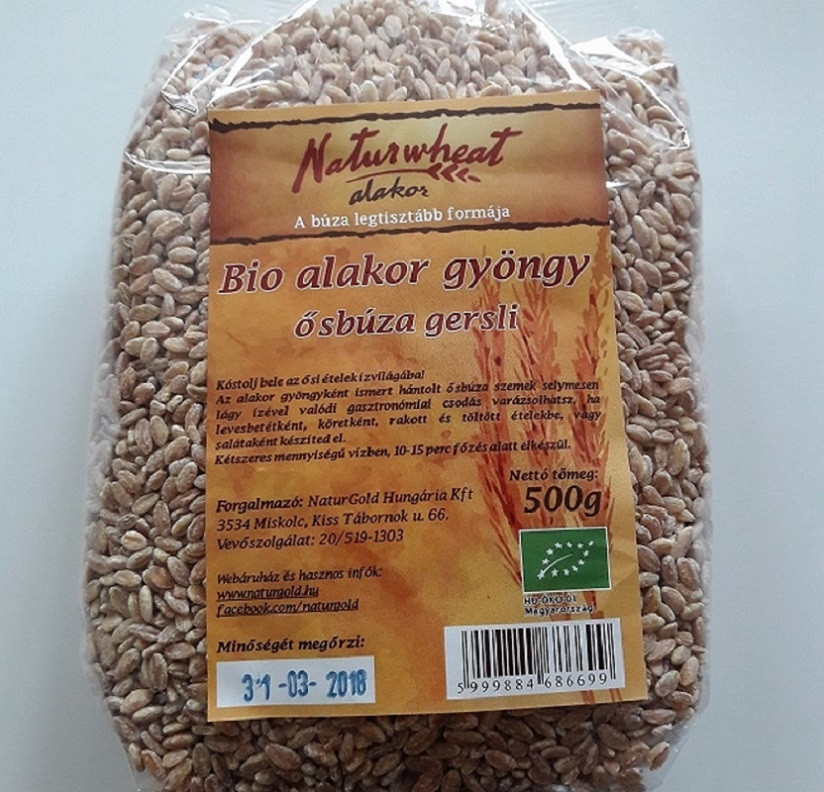 Naturwheat
alakor
A búza legtisztább formája
Bio alakor gyöngy
ősbúza gersli
Kóstolj bele az ősi ételek ízvilágába!
Az alakor gyöngyként ismert hántolt ősbúza szemek selymesen
lágy ízével valódi gasztronómiai csodás varázsolhatsz, ha
levesbetétként, köretként, rakott és töltött ételekbe, vagy
salátaként készíted el.
Kétszeres mennyiségű vízben, 10-15 perc főzés alatt elkészül.
Nettó tömeg:
500g
Forgalmazó: NaturGold Hungária Kft
3534 Miskolc, Kiss Tábornok u. 66.
Vevőszolgálat: 20/519-1303
HU-ÖKO-01
Magyarország
Webáruház és hasznos infók:
www.naturgold.hu
facebook.com/naturgold
Minőségét megőrzi:
31-03- 2018
5 999884 686699